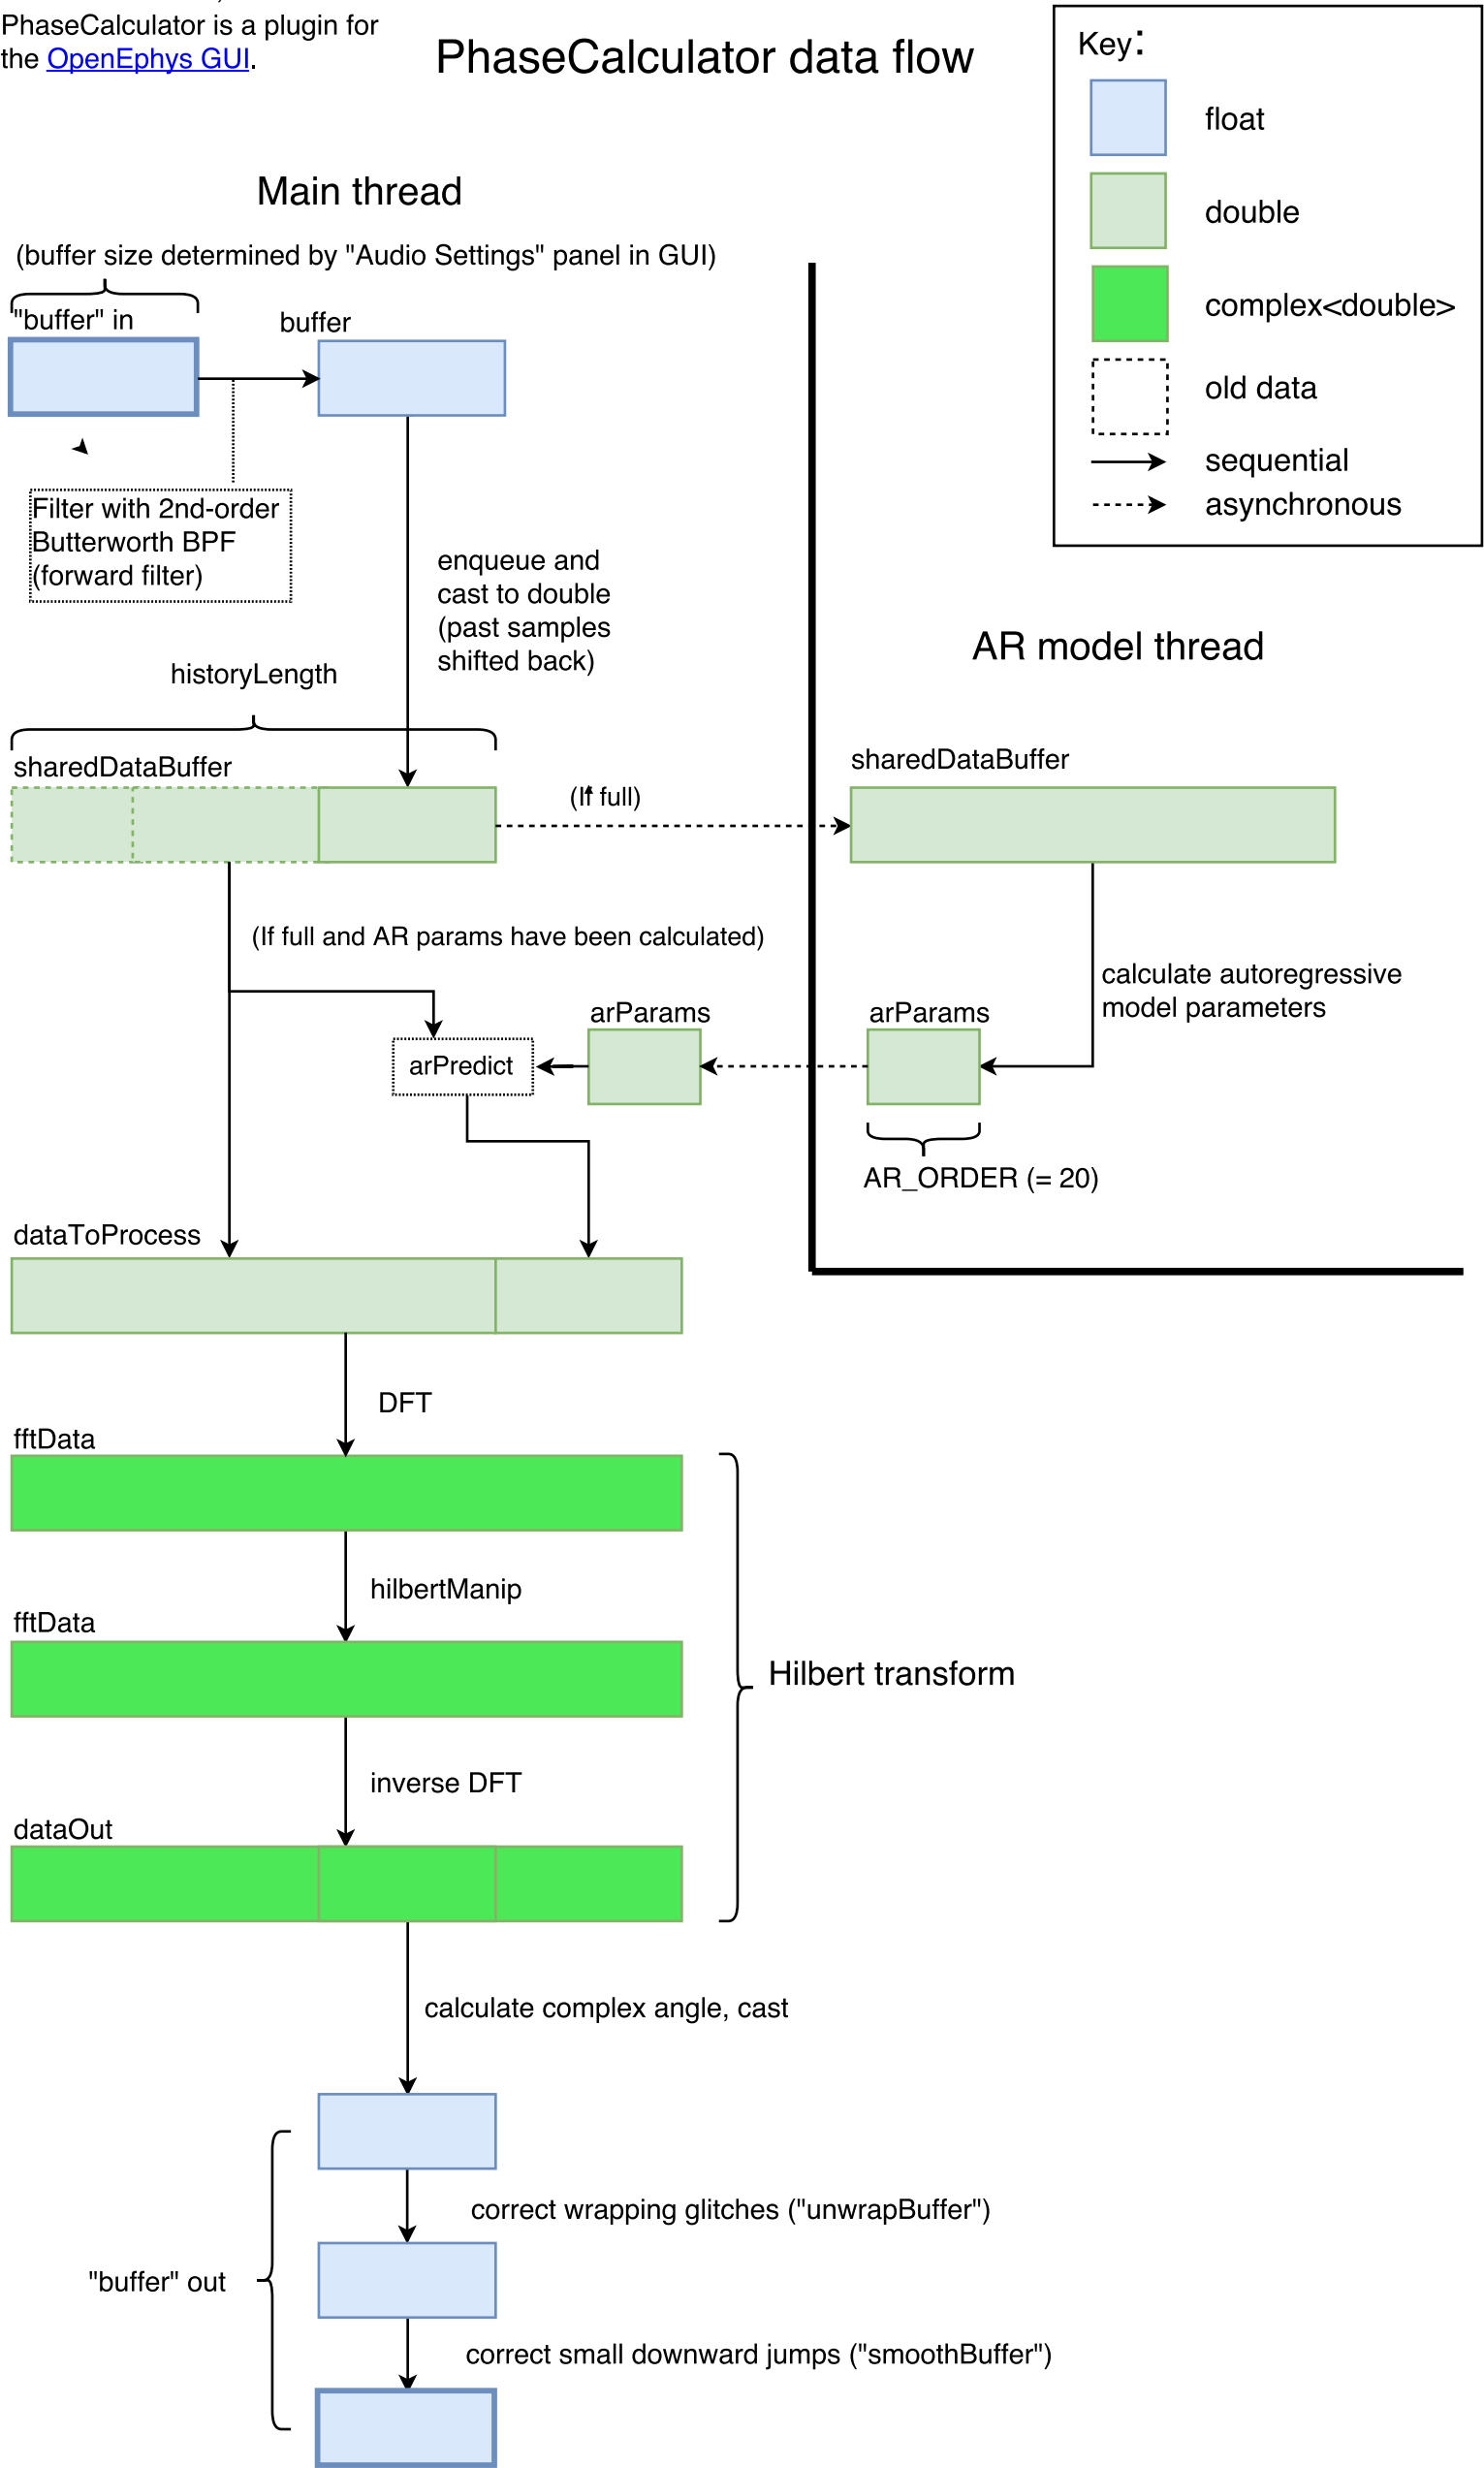 PhaseCalculator is a plugin for
the OpenEphys GUI.
PhaseCalculator data flow
Key:
float
double
complex<double>
old data
sequential
asynchronous
Main thread
(buffer size determined by "Audio Settings" panel in GUI)
"buffer" in
buffer
Filter with 2nd-order
Butterworth BPF
(forward filter)
enqueue and
cast to double
(past samples
shifted back)
historyLength
sharedDataBuffer
(If full)
AR model thread
sharedDataBuffer
(If full and AR params have been calculated)
calculate autoregressive
model parameters
arPredict
arParams
arParams
AR_ORDER (= 20)
dataToProcess
DFT
fftData
hilbertManip
fftData
Hilbert transform
inverse DFT
dataOut
calculate complex angle, cast
correct wrapping glitches ("unwrapBuffer")
"buffer" out
correct small downward jumps ("smoothBuffer")